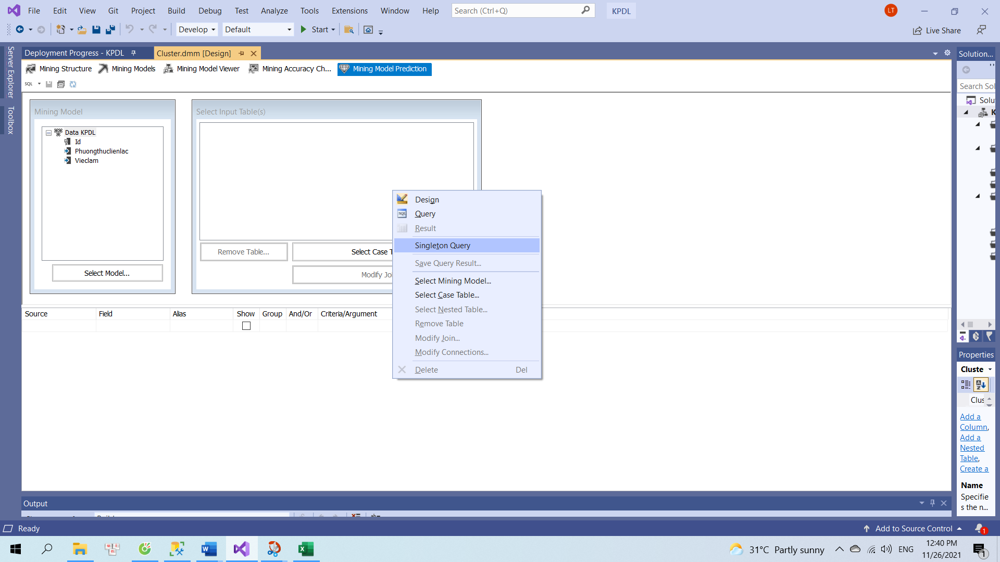 File Edit View Git Project Build Debug Test Analyze Tools Extensions Window Help Search (Ctrl+Q) KPDL LT
Develop Default Start Live Share
Server Explorer
Toolbox
Deployment Progress - KPDL Cluster.dmm [Design]
Mining Structure Mining Models Mining Model Viewer Mining Accuracy Ch... Mining Model Prediction
SQL
Mining Model
Data KPDL
Id
Phuongthuclienlac
Vieclam
Select Model...
Select Input Table(s)
Remove Table... Select Case T
Modify Joi
Design
SQL Query
Result
Singleton Query
Save Query Result...
Select Mining Model...
Select Case Table...
Select Nested Table...
Remove Table
Modify Join...
Modify Connections...
Delete Del
Source Field Alias Show Group And/Or Criteria/Argument
Solution...
Search Sol
Solu
K
Properties
Cluste
Clus
Add a
Column,
Add a
Nested
Table,
Create a
Name
Specifie
s the n...
Output
Ready Add to Source Control 1
31°C Partly sunny ENG 12:40 PM
11/26/2021 1